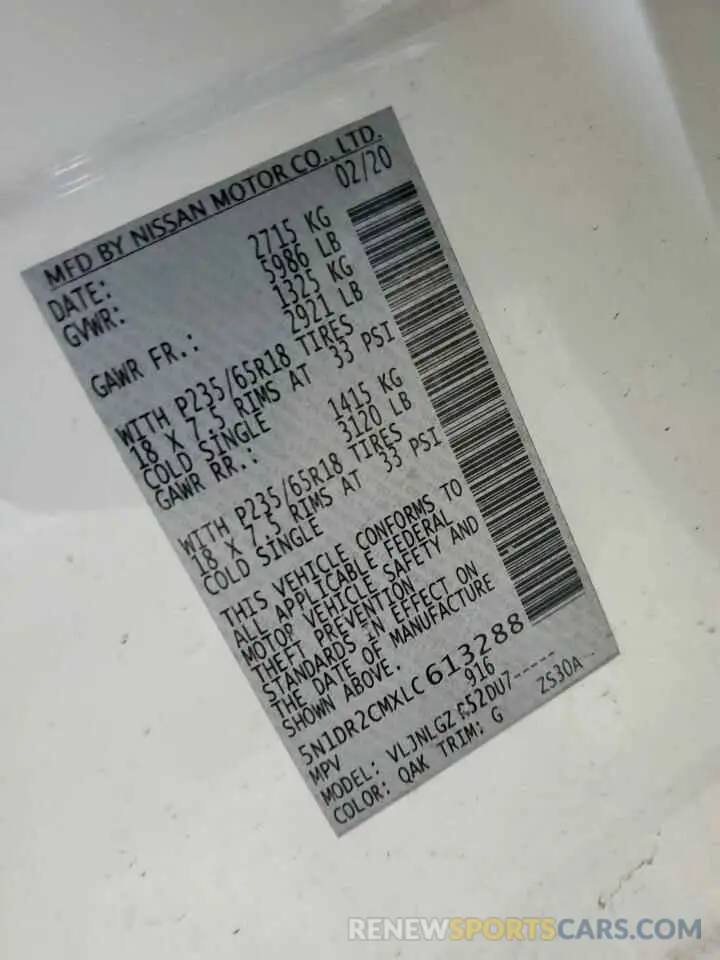 MFD BY NISSAN MOTOR CO., LTD.
DATE: 02/20
GVWR: 2715 KG
5986 LB
GAWR FR.: 1325 KG
2921 LB
WITH P235/65R18 TIRES
18 X 7.5 RIMS AT 33 PSI
COLD SINGLE
GAWR RR.: 1415 KG
3120 LB
WITH P235/65R18 TIRES
18 X 7.5 RIMS AT 33 PSI
COLD SINGLE
THIS VEHICLE CONFORMS TO
ALL APPLICABLE FEDERAL
MOTOR VEHICLE SAFETY AND
THEFT PREVENTION
STANDARDS IN EFFECT ON
THE DATE OF MANUFACTURE
SHOWN ABOVE.
5N1DR2CMXLC613288
MPV 916
MODEL: VLJNLGZ R52DU7-----
COLOR: QAK TRIM: G ZS30A
RENEWSPORTSCARS.COM